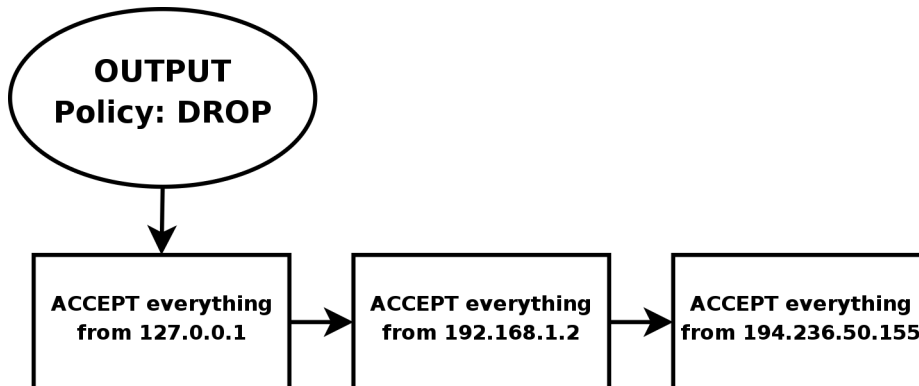 OUTPUT
Policy: DROP
ACCEPT everything
from 127.0.0.1
ACCEPT everything
from 192.168.1.2
ACCEPT everything
from 194.236.50.155